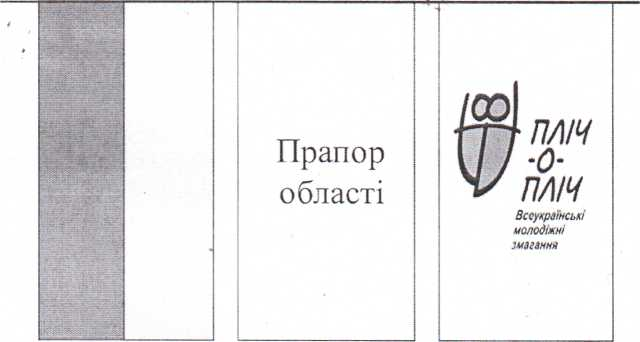 Прапор
області
ПЛІЧ
-О-
ПЛІЧ
Всеукраїнські
молодіжні
змагання